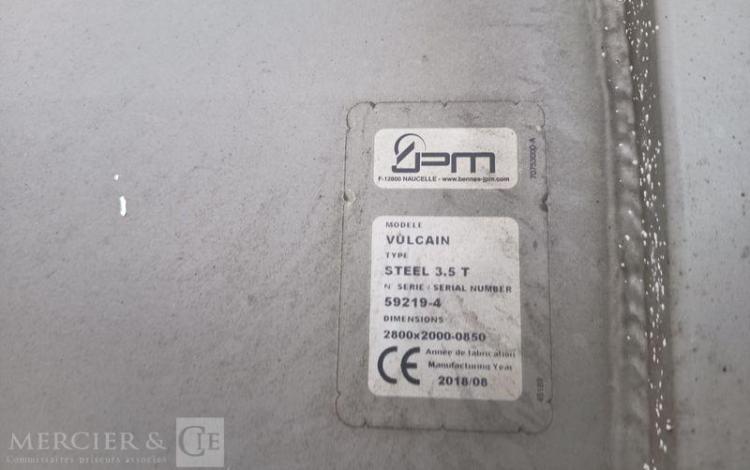 JPM
F-12800 NAUCELLE - www.bennes-jpm.com
70753000-A
MODELE
VULCAIN
TYPE
STEEL 3.5 T
N° SERIE / SERIAL NUMBER
59219-4
DIMENSIONS
2800x2000-0850
CE
Année de fabrication
Manufacturing Year
2018/08
MERCIER & CIE
Commissaires priseurs associés